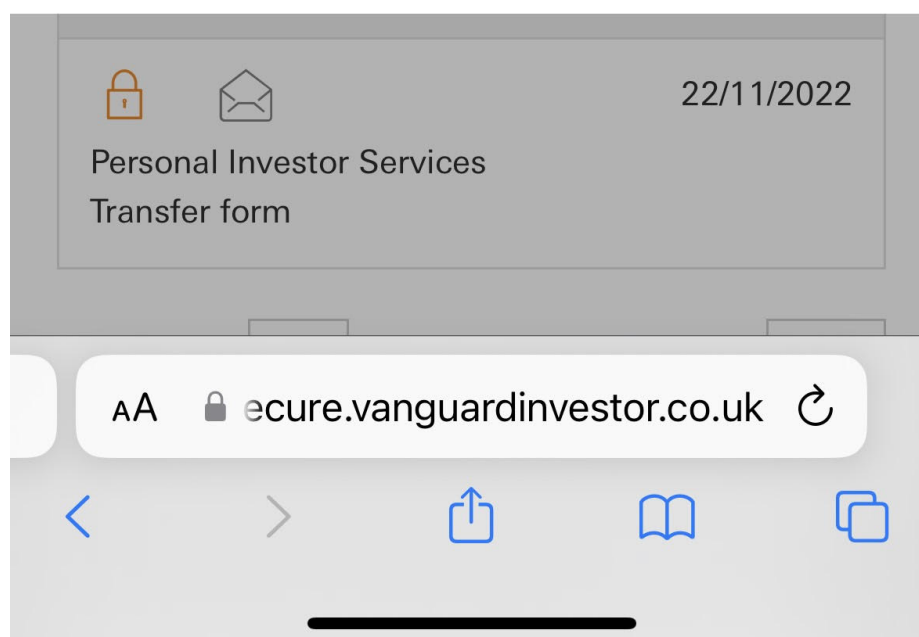 22/11/2022
Personal Investor Services
Transfer form
AA ecure.vanguardinvestor.co.uk